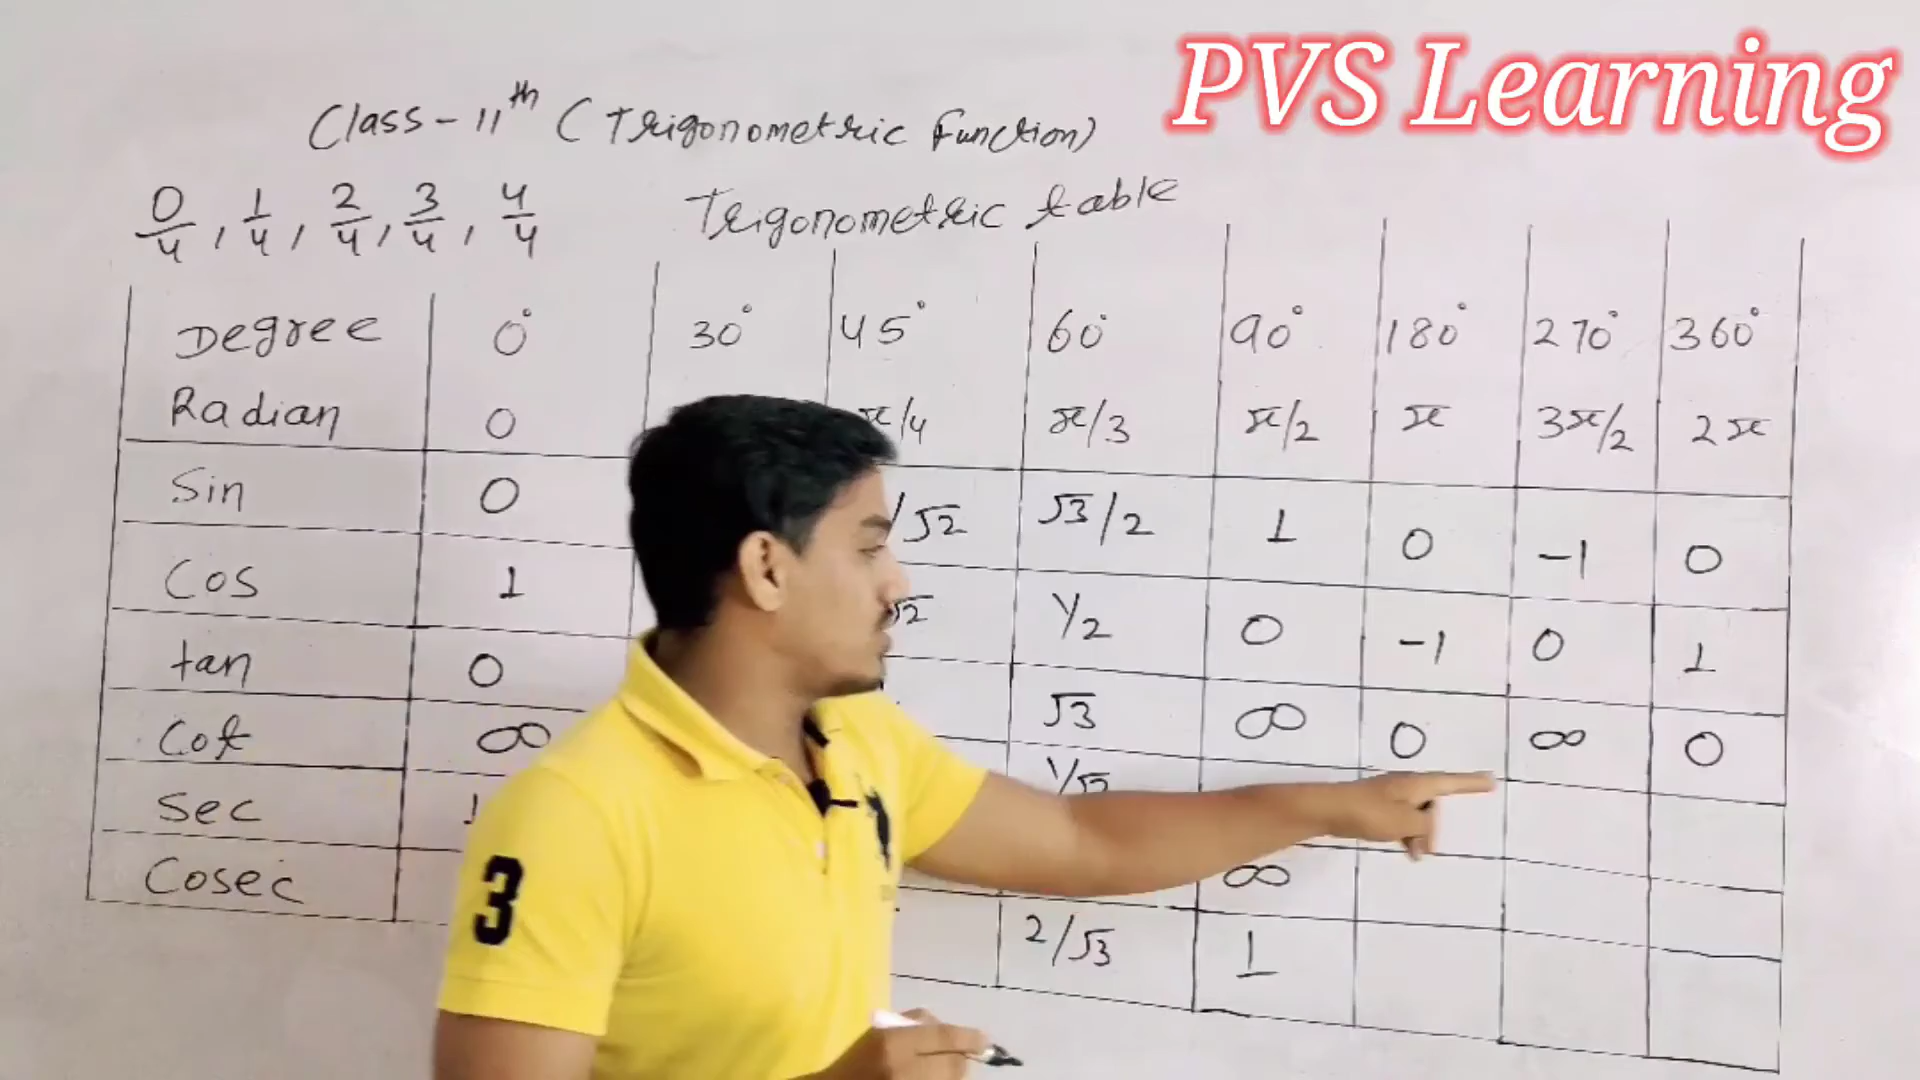 PVS Learning
Class-11th (Trigonometric Function)
0/4, 1/4, 2/4, 3/4, 4/4
Trigonometric table
Degree 0° 30° 45° 60° 90° 180° 270° 360°
Radian 0 π/4 π/3 π/2 π 3π/2 2π
Sin 0 /√2 √3/2 1 0 -1 0
Cos 1 √2 1/2 0 -1 0 1
tan 0 √3 ∞ 0 ∞ 0
Cot ∞
Sec ∞
Cosec 2/√3 1
3